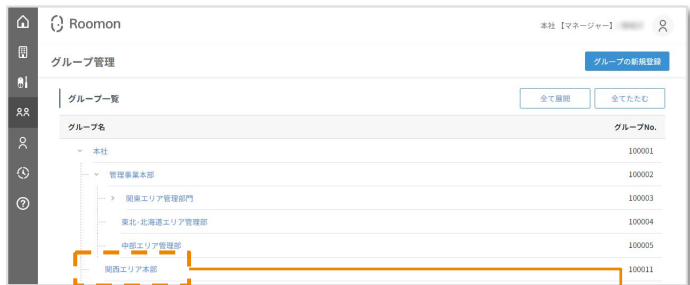 Roomon
本社 【マネージャー】
グループ管理
グループの新規登録
グループ一覧
全て展開
全てたたむ
グループ名
グループNo.
本社
100001
管理事業本部
100002
関東エリア管理部門
100003
東北・北海道エリア管理部
100004
中部エリア管理部
100005
関西エリア本部
100011